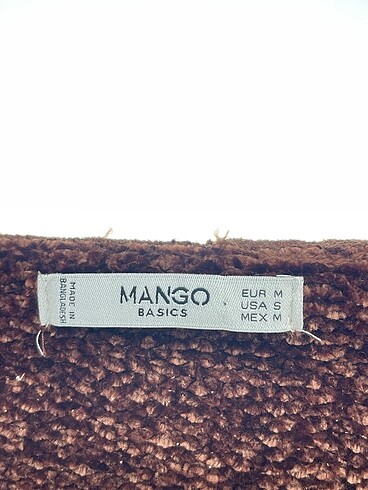 MADE IN
BANGLADESH
MANGO
BASICS
EUR M
USA S
MEX M